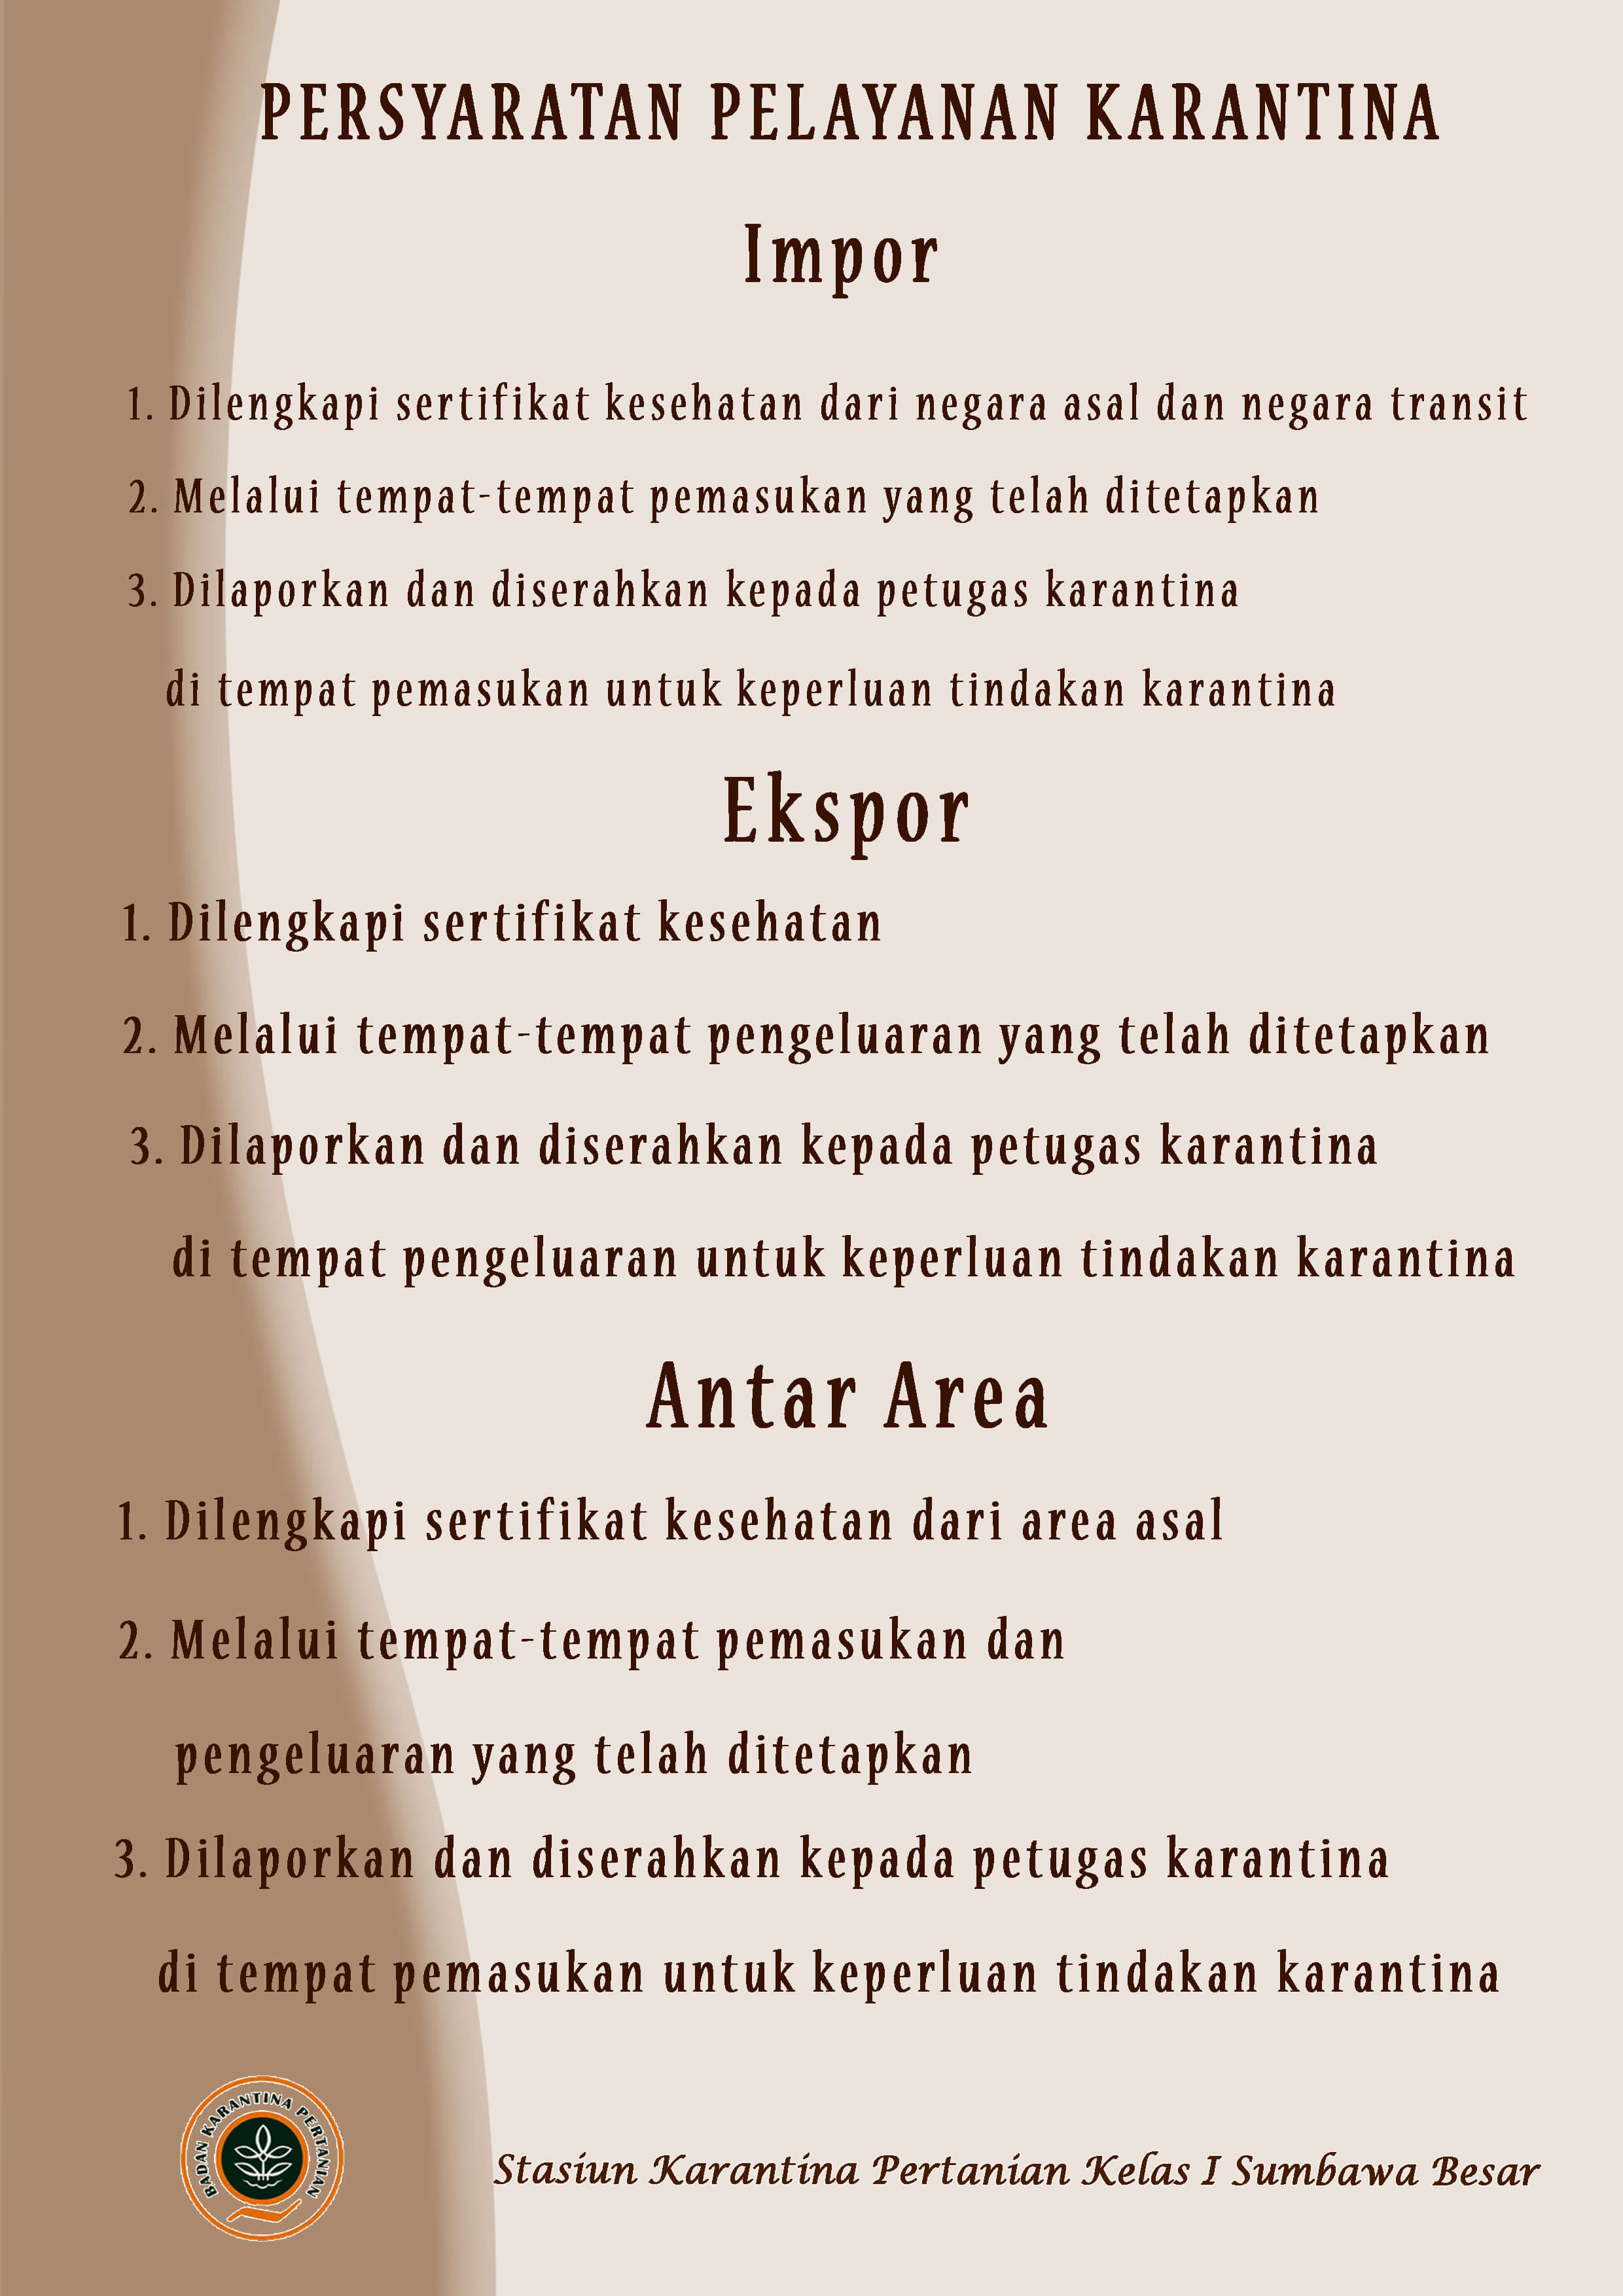 PERSYARATAN PELAYANAN KARANTINA
Impor
1. Dilengkapi sertifikat kesehatan dari negara asal dan negara transit
2. Melalui tempat-tempat pemasukan yang telah ditetapkan
3. Dilaporkan dan diserahkan kepada petugas karantina
di tempat pemasukan untuk keperluan tindakan karantina
Ekspor
1. Dilengkapi sertifikat kesehatan
2. Melalui tempat-tempat pengeluaran yang telah ditetapkan
3. Dilaporkan dan diserahkan kepada petugas karantina
di tempat pengeluaran untuk keperluan tindakan karantina
Antar Area
1. Dilengkapi sertifikat kesehatan dari area asal
2. Melalui tempat-tempat pemasukan dan
pengeluaran yang telah ditetapkan
3. Dilaporkan dan diserahkan kepada petugas karantina
di tempat pemasukan untuk keperluan tindakan karantina
BADAN KARANTINA PERTANIAN
Stasiun Karantina Pertanian Kelas I Sumbawa Besar